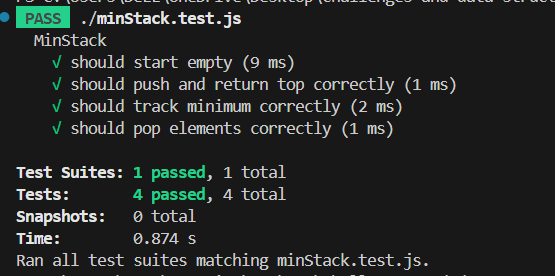 PASS ./minStack.test.js
MinStack
√ should start empty (9 ms)
√ should push and return top correctly (1 ms)
√ should track minimum correctly (2 ms)
√ should pop elements correctly (1 ms)
Test Suites: 1 passed, 1 total
Tests: 4 passed, 4 total
Snapshots: 0 total
Time: 0.874 s
Ran all test suites matching minStack.test.js.